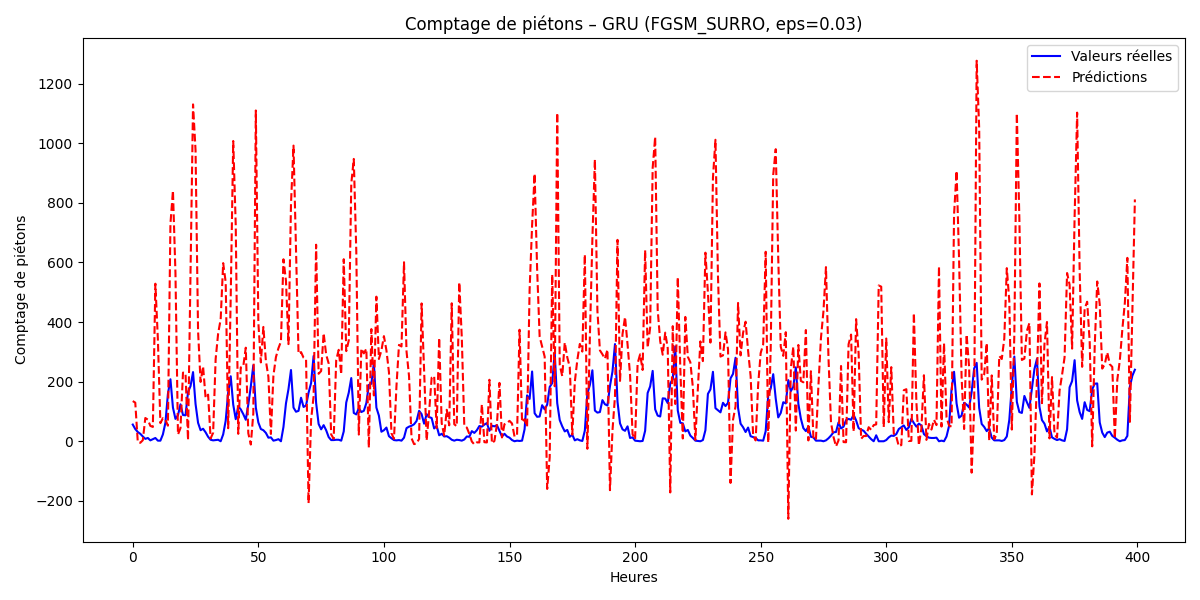 Comptage de piétons – GRU (FGSM_SURRO, eps=0.03)
Valeurs réelles
Prédictions
Comptage de piétons
1200
1000
800
600
400
200
0
−200
0 50 100 150 200 250 300 350 400
Heures